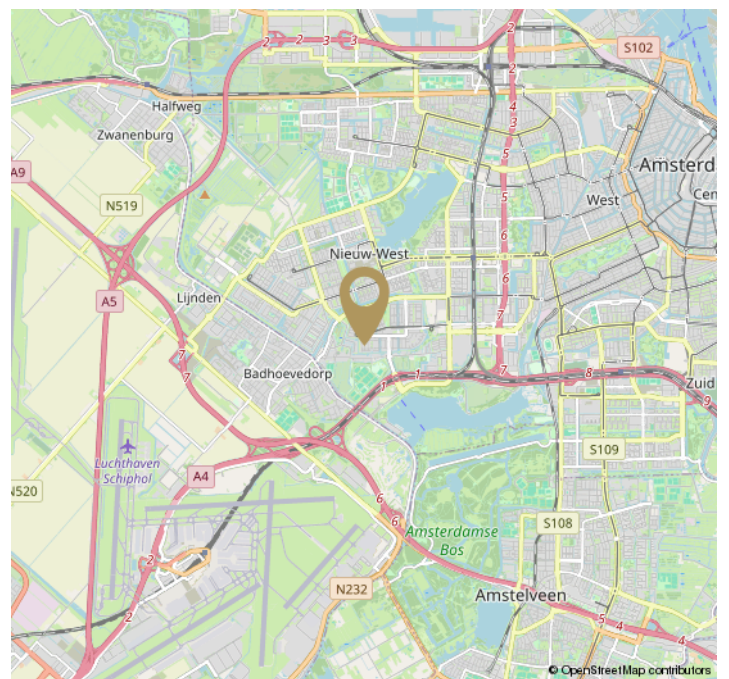 2
2
3
3
2
S102
2
Halfweg
4
Zwanenburg
3
5
Amsterd
A9
Cen
5
West
N519
5
Nieuw-West
6
6
Lijnden
A5
7
7
7
7
1
1
8
Badhoevedorp
Zuid
9
Luchthaven
Schiphol
S109
A4
N520
6
6
S108
Amsterdamse
Bos
2
N232
Amstelveen
2
5
4
4
© OpenStreetMap contributors